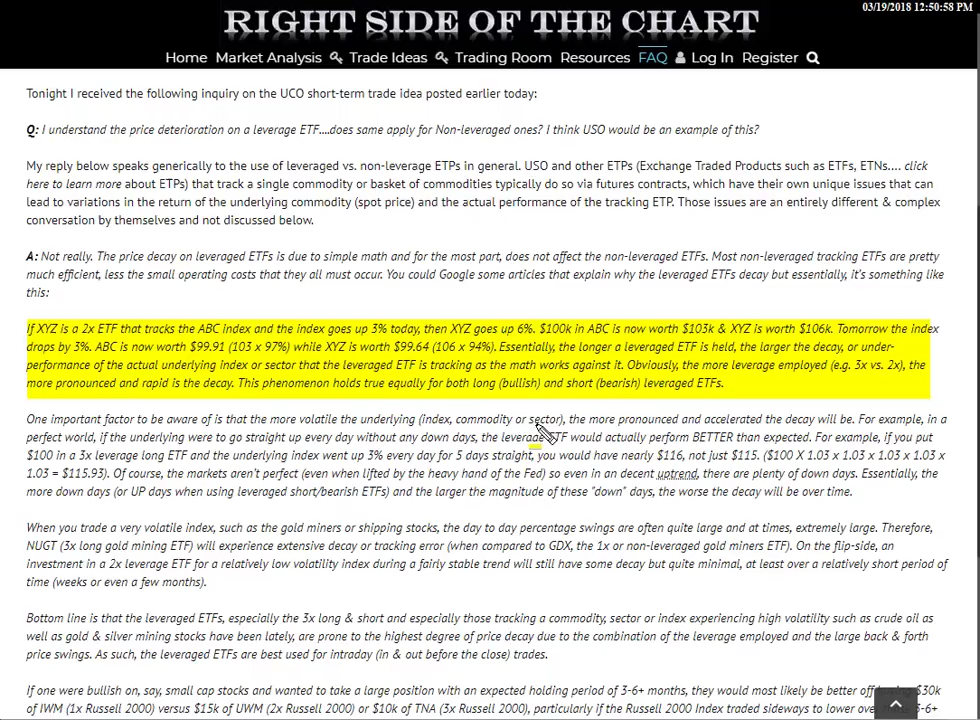 03/19/2018 12:50:58 PM
RIGHT SIDE OF THE CHART
Home Market Analysis Trade Ideas Trading Room Resources FAQ Log In Register
Tonight I received the following inquiry on the UCO short-term trade idea posted earlier today:
Q: I understand the price deterioration on a leverage ETF....does same apply for Non-leveraged ones? I think USO would be an example of this?
My reply below speaks generically to the use of leveraged vs. non-leverage ETPs in general. USO and other ETPs (Exchange Traded Products such as ETFs, ETNs.... click
here to learn more about ETPs) that track a single commodity or basket of commodities typically do so via futures contracts, which have their own unique issues that can
lead to variations in the return of the underlying commodity (spot price) and the actual performance of the tracking ETP. Those issues are an entirely different & complex
conversation by themselves and not discussed below.
A: Not really. The price decay on leveraged ETFs is due to simple math and for the most part, does not affect the non-leveraged ETFs. Most non-leveraged tracking ETFs are pretty
much efficient, less the small operating costs that they all must occur. You could Google some articles that explain why the leveraged ETFs decay but essentially, it's something like
this:
If XYZ is a 2x ETF that tracks the ABC index and the index goes up 3% today, then XYZ goes up 6%. $100k in ABC is now worth $103k & XYZ is worth $106k. Tomorrow the index
drops by 3%. ABC is now worth $99.91 (103 x 97%) while XYZ is worth $99.64 (106 x 94%). Essentially, the longer a leveraged ETF is held, the larger the decay, or under-
performance of the actual underlying index or sector that the leveraged ETF is tracking as the math works against it. Obviously, the more leverage employed (e.g. 3x vs. 2x), the
more pronounced and rapid is the decay. This phenomenon holds true equally for both long (bullish) and short (bearish) leveraged ETFs.
One important factor to be aware of is that the more volatile the underlying (index, commodity or sector), the more pronounced and accelerated the decay will be. For example, in a
perfect world, if the underlying were to go straight up every day without any down days, the leverage ETF would actually perform BETTER than expected. For example, if you put
$100 in a 3x leverage long ETF and the underlying index went up 3% every day for 5 days straight, you would have nearly $116, not just $115. ($100 X 1.03 x 1.03 x 1.03 x 1.03 x
1.05 = $115.93). Of course, the markets aren't perfect (even when lifted by the heavy hand of the Fed) so even in an decent uptrend, there are plenty of down days. Essentially, the
more down days (or UP days when using leveraged short/bearish ETFs) and the larger the magnitude of these "down" days, the worse the decay will be over time.
When you trade a very volatile index, such as the gold miners or shipping stocks, the day to day percentage swings are often quite large and at times, extremely large. Therefore,
NUGT (3x long gold mining ETF) will experience extensive decay or tracking error (when compared to GDX, the 1x or non-leveraged gold miners ETF). On the flip-side, an
investment in a 2x leverage ETF for a relatively low volatility index during a fairly stable trend will still have some decay but quite minimal, at least over a relatively short period of
time (weeks or even a few months).
Bottom line is that the leveraged ETFs, especially the 3x long & short and especially those tracking a commodity, sector or index experiencing high volatility such as crude oil as
well as gold & silver mining stocks have been lately, are prone to the highest degree of price decay due to the combination of the leverage employed and the large back & forth
price swings. As such, the leveraged ETFs are best used for intraday (in & out before the close) trades.
If one were bullish on, say, small cap stocks and wanted to take a large position with an expected holding period of 3-6+ months, they would most likely be better off buying $30k
of IWM (1x Russell 2000) versus $15k of UWM (2x Russell 2000) or $10k of TNA (3x Russell 2000), particularly if the Russell 2000 Index traded sideways to lower over 3-6+